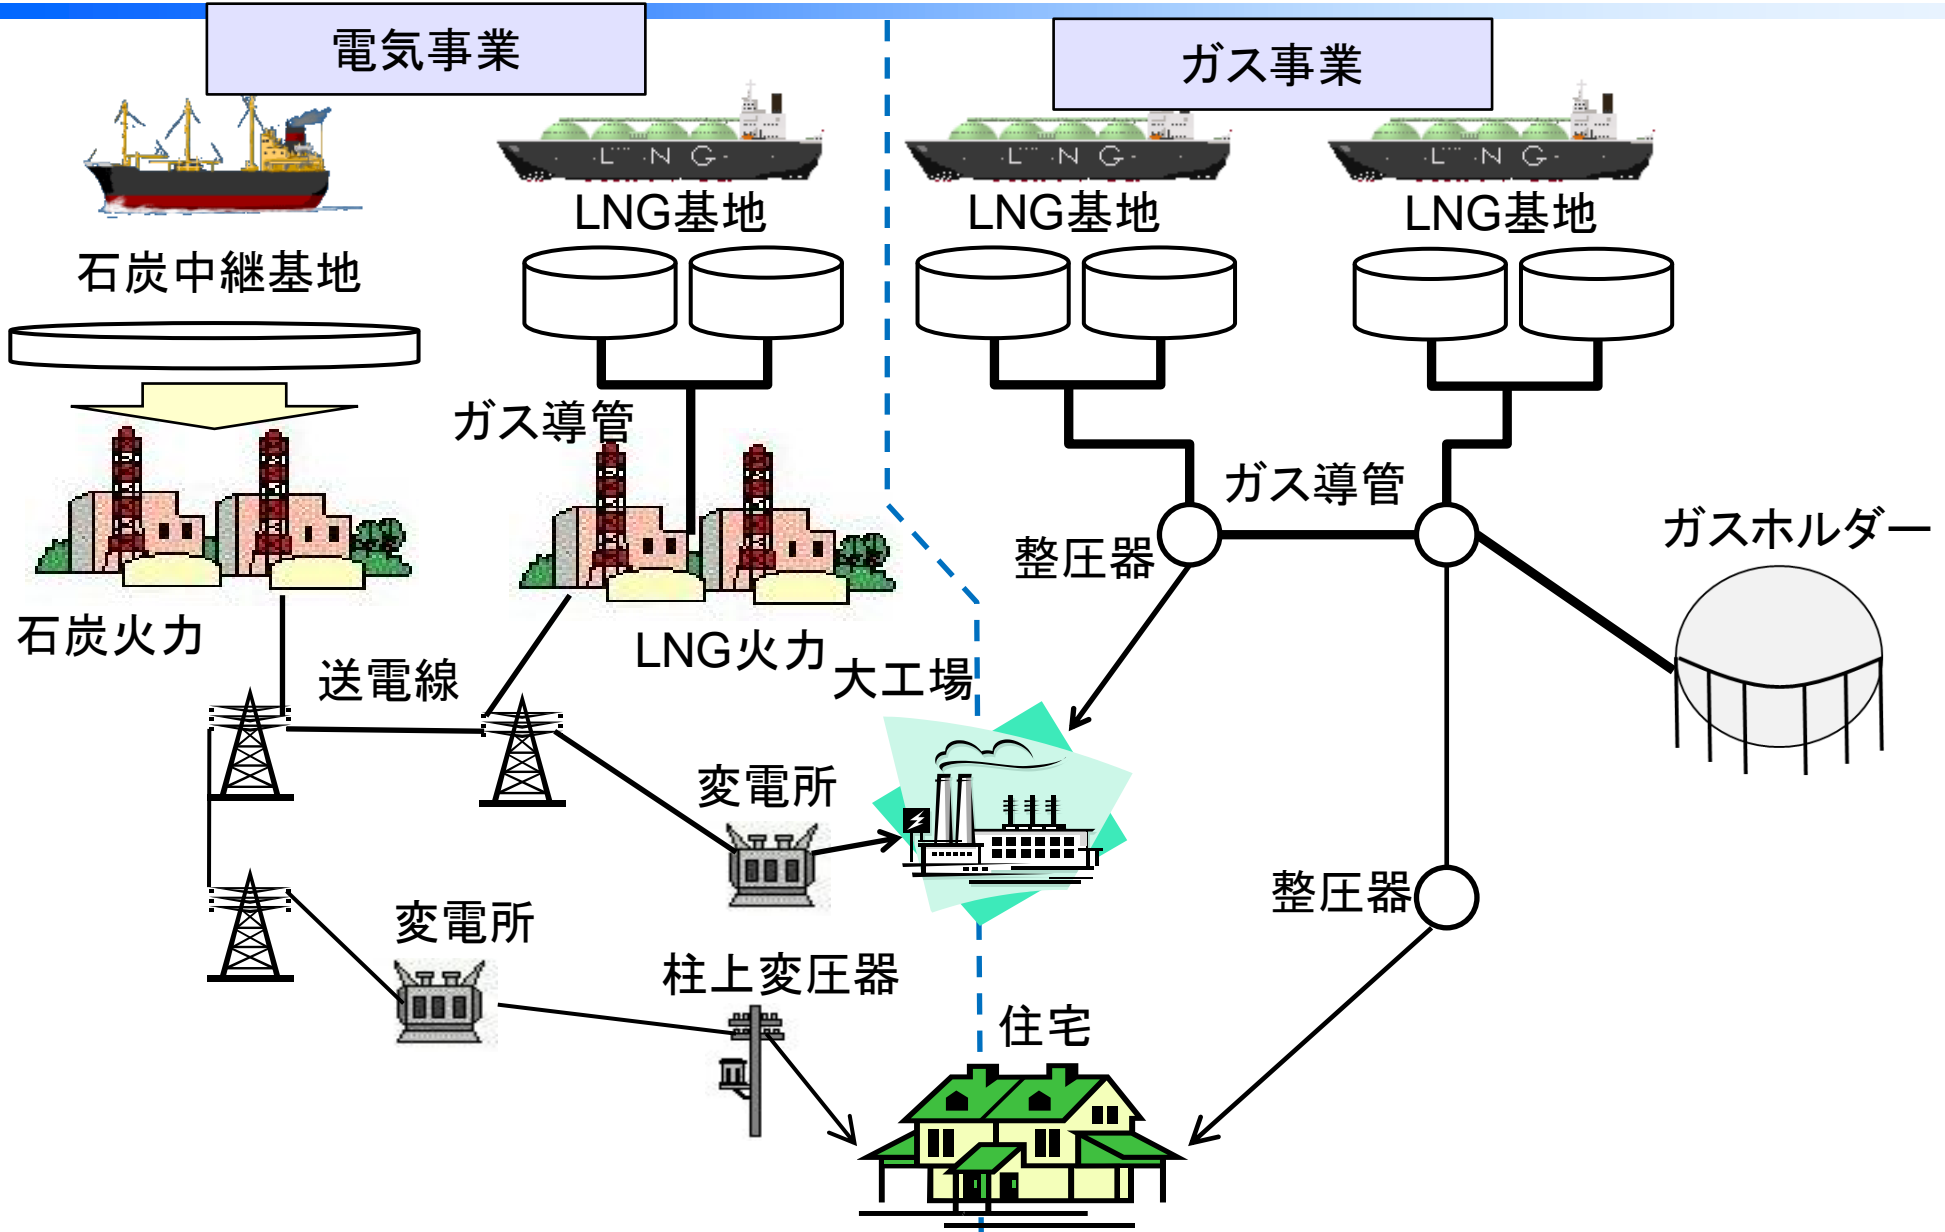 電気事業
ガス事業
LNG
LNG
LNG
LNG基地
LNG基地
LNG基地
石炭中継基地
ガス導管
ガス導管
ガスホルダー
整圧器
石炭火力
LNG火力
大工場
送電線
変電所
整圧器
変電所
柱上変圧器
住宅